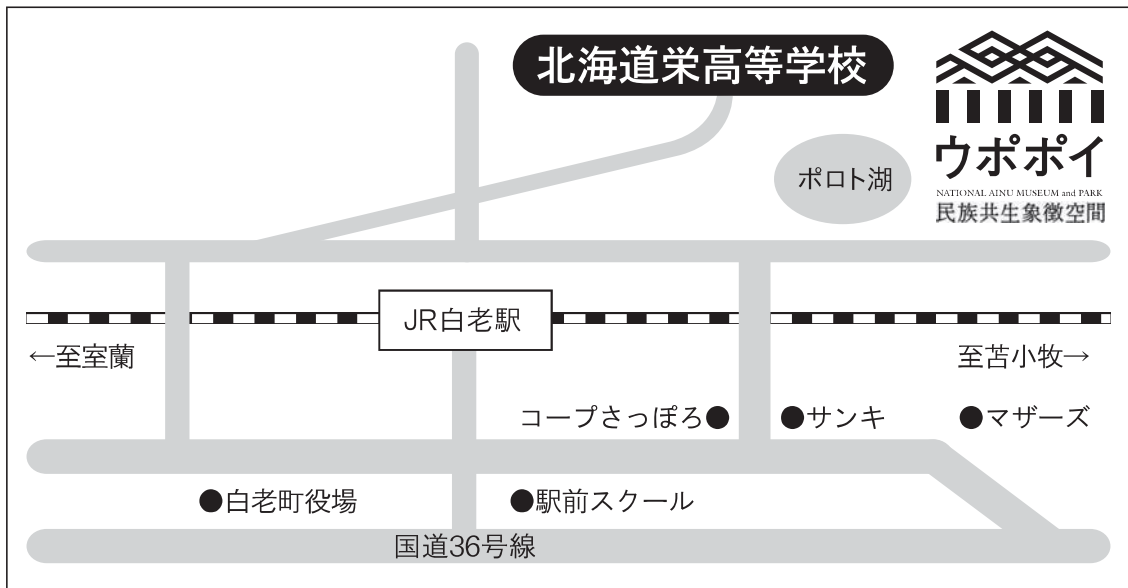 北海道栄高等学校
ウポポイ
NATIONAL AINU MUSEUM and PARK
民族共生象徴空間
ポロト湖
JR白老駅
←至室蘭
至苫小牧→
コープさっぽろ●
●サンキ
●マザーズ
●白老町役場
●駅前スクール
国道36号線